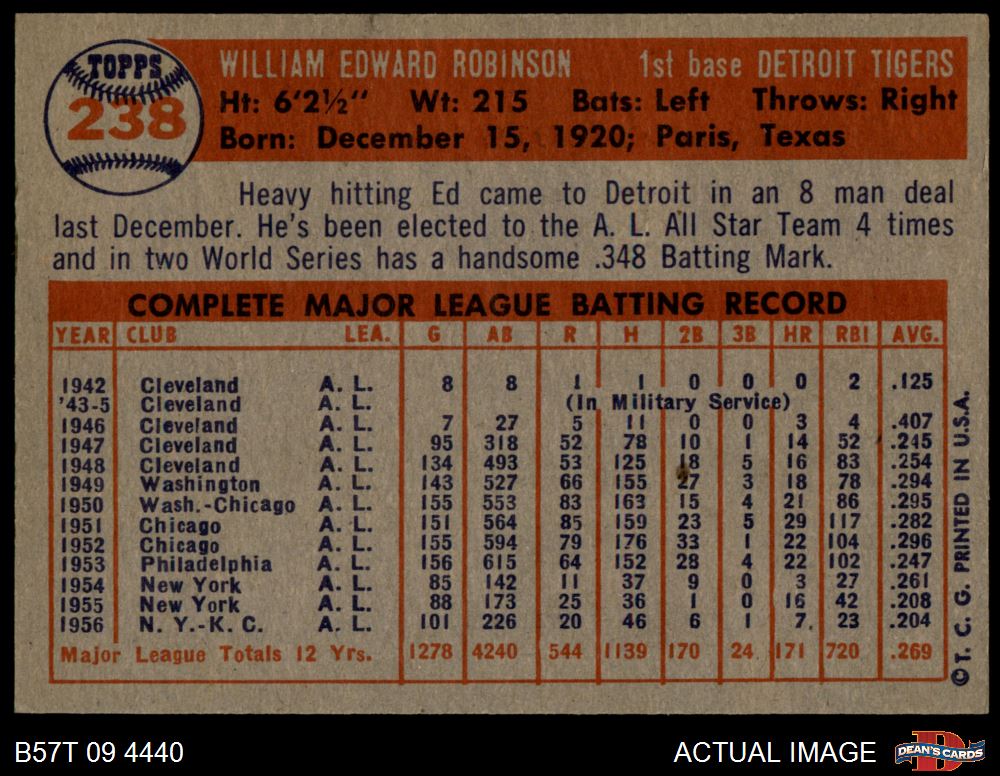 TOPPS
238
WILLIAM EDWARD ROBINSON 1st base DETROIT TIGERS
Ht: 6'2½" Wt: 215 Bats: Left Throws: Right
Born: December 15, 1920; Paris, Texas
Heavy hitting Ed came to Detroit in an 8 man deal
last December. He's been elected to the A. L. All Star Team 4 times
and in two World Series has a handsome .348 Batting Mark.
COMPLETE MAJOR LEAGUE BATTING RECORD
YEAR CLUB LEA. G AB R H 2B 3B HR RBI AVG.
1942 Cleveland A. L. 8 8 1 1 0 0 0 2 .125
'43-5 Cleveland A. L. (In Military Service)
1946 Cleveland A. L. 7 27 5 11 0 0 3 4 .407
1947 Cleveland A. L. 95 318 52 78 10 1 14 52 .245
1948 Cleveland A. L. 134 493 53 125 18 5 16 83 .254
1949 Washington A. L. 143 527 66 155 27 3 18 78 .294
1950 Wash.-Chicago A. L. 155 553 83 163 15 4 21 86 .295
1951 Chicago A. L. 151 564 85 159 23 5 29 117 .282
1952 Chicago A. L. 155 594 79 176 33 1 22 104 .296
1953 Philadelphia A. L. 156 615 64 152 28 4 22 102 .247
1954 New York A. L. 85 142 11 37 9 0 3 27 .261
1955 New York A. L. 88 173 25 36 1 0 16 42 .208
1956 N. Y.-K. C. A. L. 101 226 20 46 6 1 7 23 .204
Major League Totals 12 Yrs. 1278 4240 544 1139 170 24 171 720 .269
©T. C. G. PRINTED IN U.S.A.
B57T 09 4440 ACTUAL IMAGE
D
DEAN'S CARDS